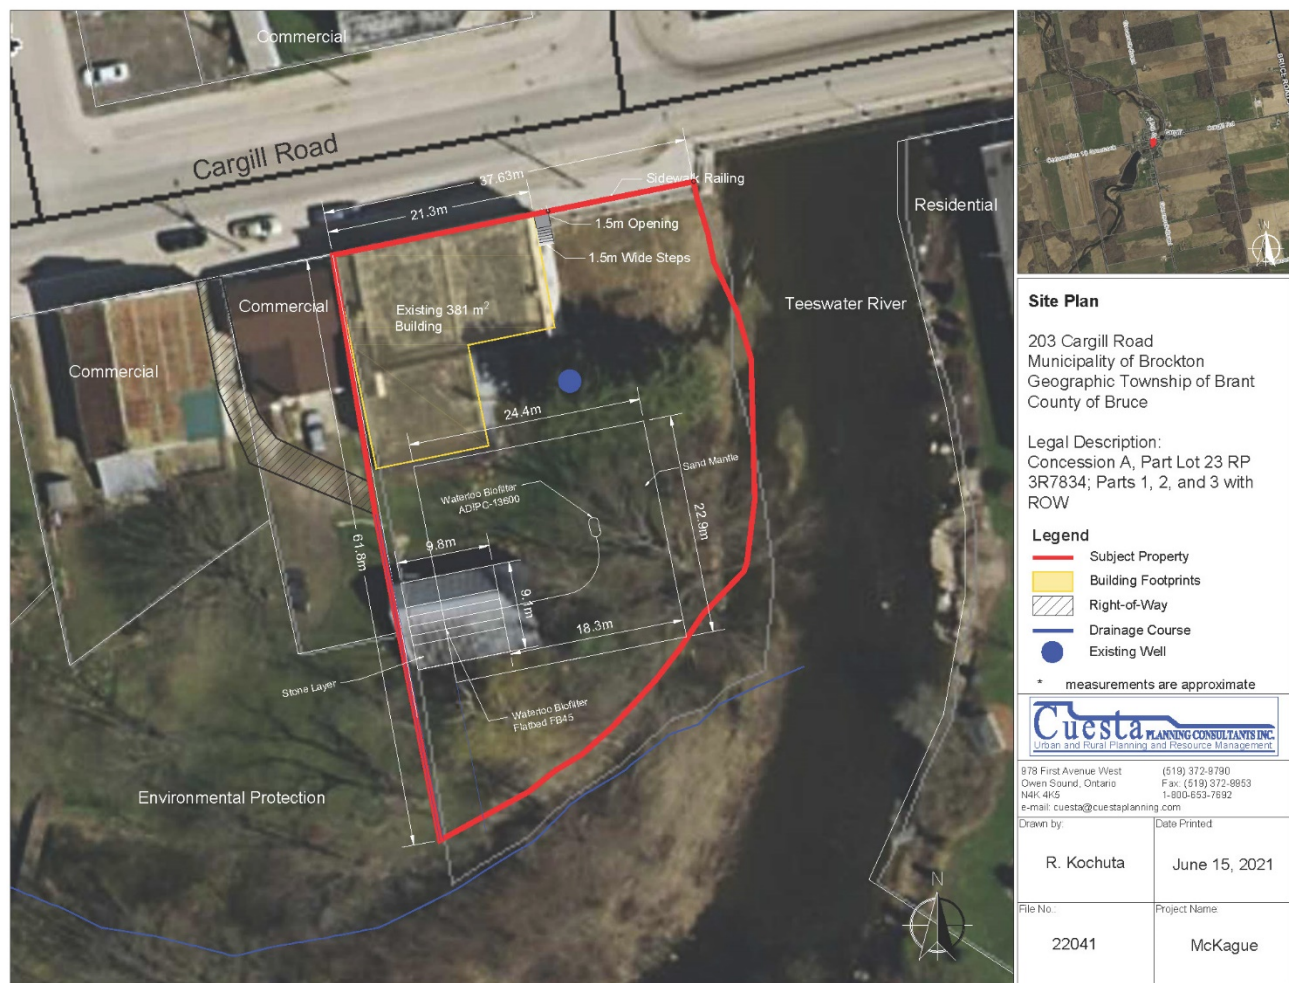 Commercial
Cargill Road
37.63m
Sidewalk Railing
21.3m
1.5m Opening
1.5m Wide Steps
Residential
Teeswater River
Commercial
Existing 381 m²
Building
Commercial
24.4m
Sand Mantle
Waterloo Biofilter
ADIPC-13600
22.9m
61.8m
9.8m
9.1m
18.3m
Stone Layer
Waterloo Biofilter
Flatbed FB45
Environmental Protection
N
Cargill Rd
Site Plan
203 Cargill Road
Municipality of Brockton
Geographic Township of Brant
County of Bruce
Legal Description:
Concession A, Part Lot 23 RP
3R7834; Parts 1, 2, and 3 with
ROW
Legend
Subject Property
Building Footprints
Right-of-Way
Drainage Course
Existing Well
* measurements are approximate
Cuesta PLANNING CONSULTANTS INC.
Urban and Rural Planning and Resource Management
978 First Avenue West (519) 372-9790
Owen Sound, Ontario Fax: (519) 372-9953
N4K 4K5 1-800-653-7692
e-mail: cuesta@cuestaplanning.com
Drawn by: Date Printed:
R. Kochuta June 15, 2021
File No.: Project Name:
22041 McKague